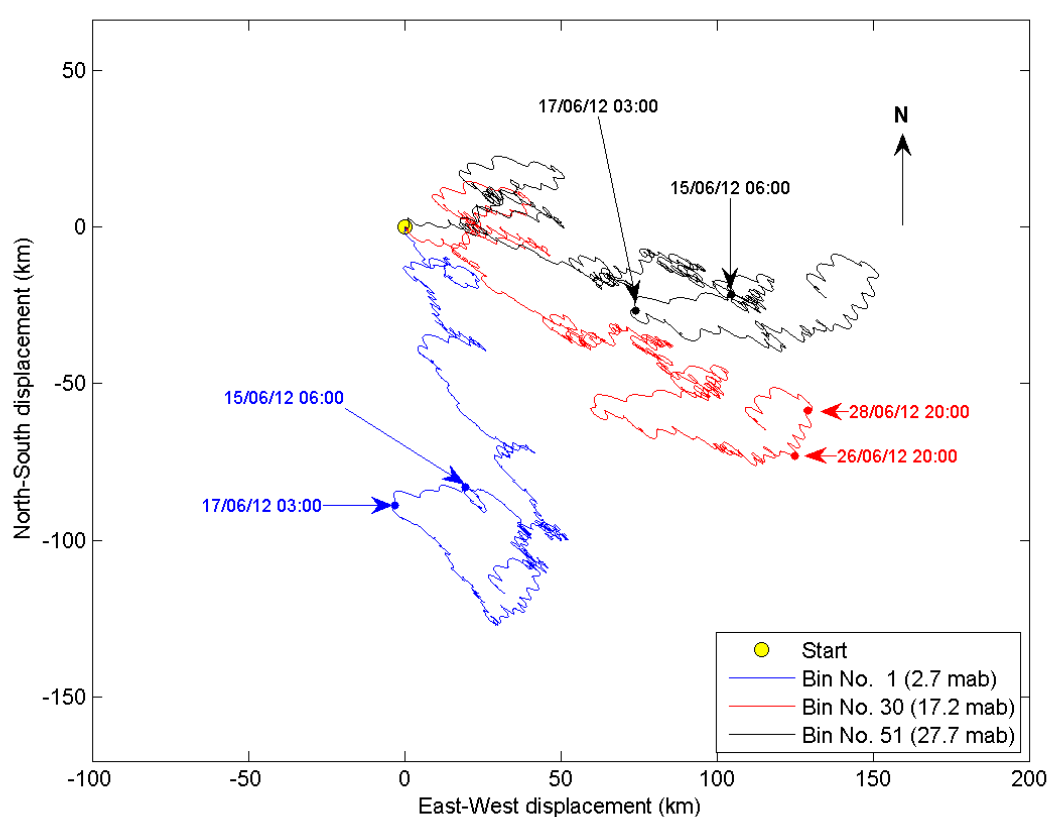 50
0
-50
-100
-150
-100
-50
0
50
100
150
200
North-South displacement (km)
East-West displacement (km)
N
17/06/12 03:00
15/06/12 06:00
15/06/12 06:00
17/06/12 03:00
28/06/12 20:00
26/06/12 20:00
Start
Bin No. 1 (2.7 mab)
Bin No. 30 (17.2 mab)
Bin No. 51 (27.7 mab)